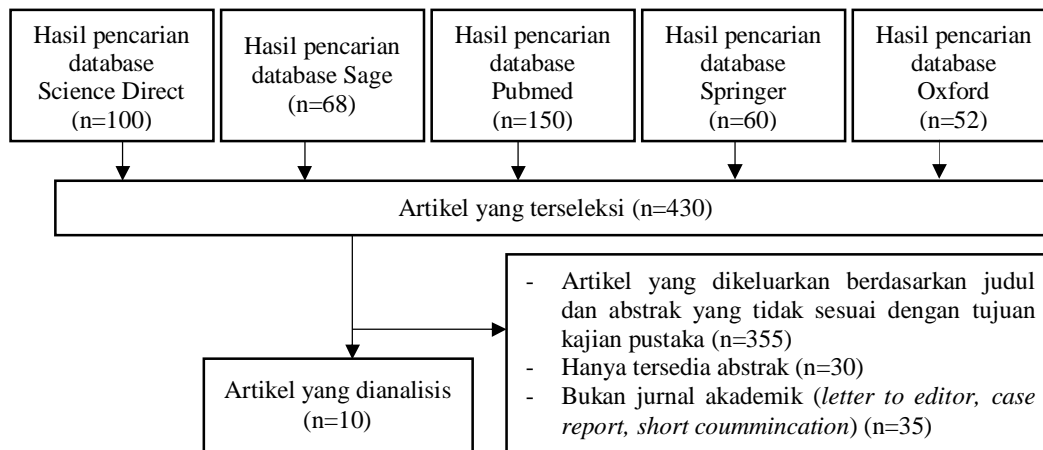 Hasil pencarian
database
Science Direct
(n=100)
Hasil pencarian
database Sage
(n=68)
Hasil pencarian
database
Pubmed
(n=150)
Hasil pencarian
database
Springer
(n=60)
Hasil pencarian
database
Oxford
(n=52)
Artikel yang terseleksi (n=430)
- Artikel yang dikeluarkan berdasarkan judul
dan abstrak yang tidak sesuai dengan tujuan
kajian pustaka (n=355)
- Hanya tersedia abstrak (n=30)
- Bukan jurnal akademik (letter to editor, case
report, short coummincation) (n=35)
Artikel yang dianalisis
(n=10)